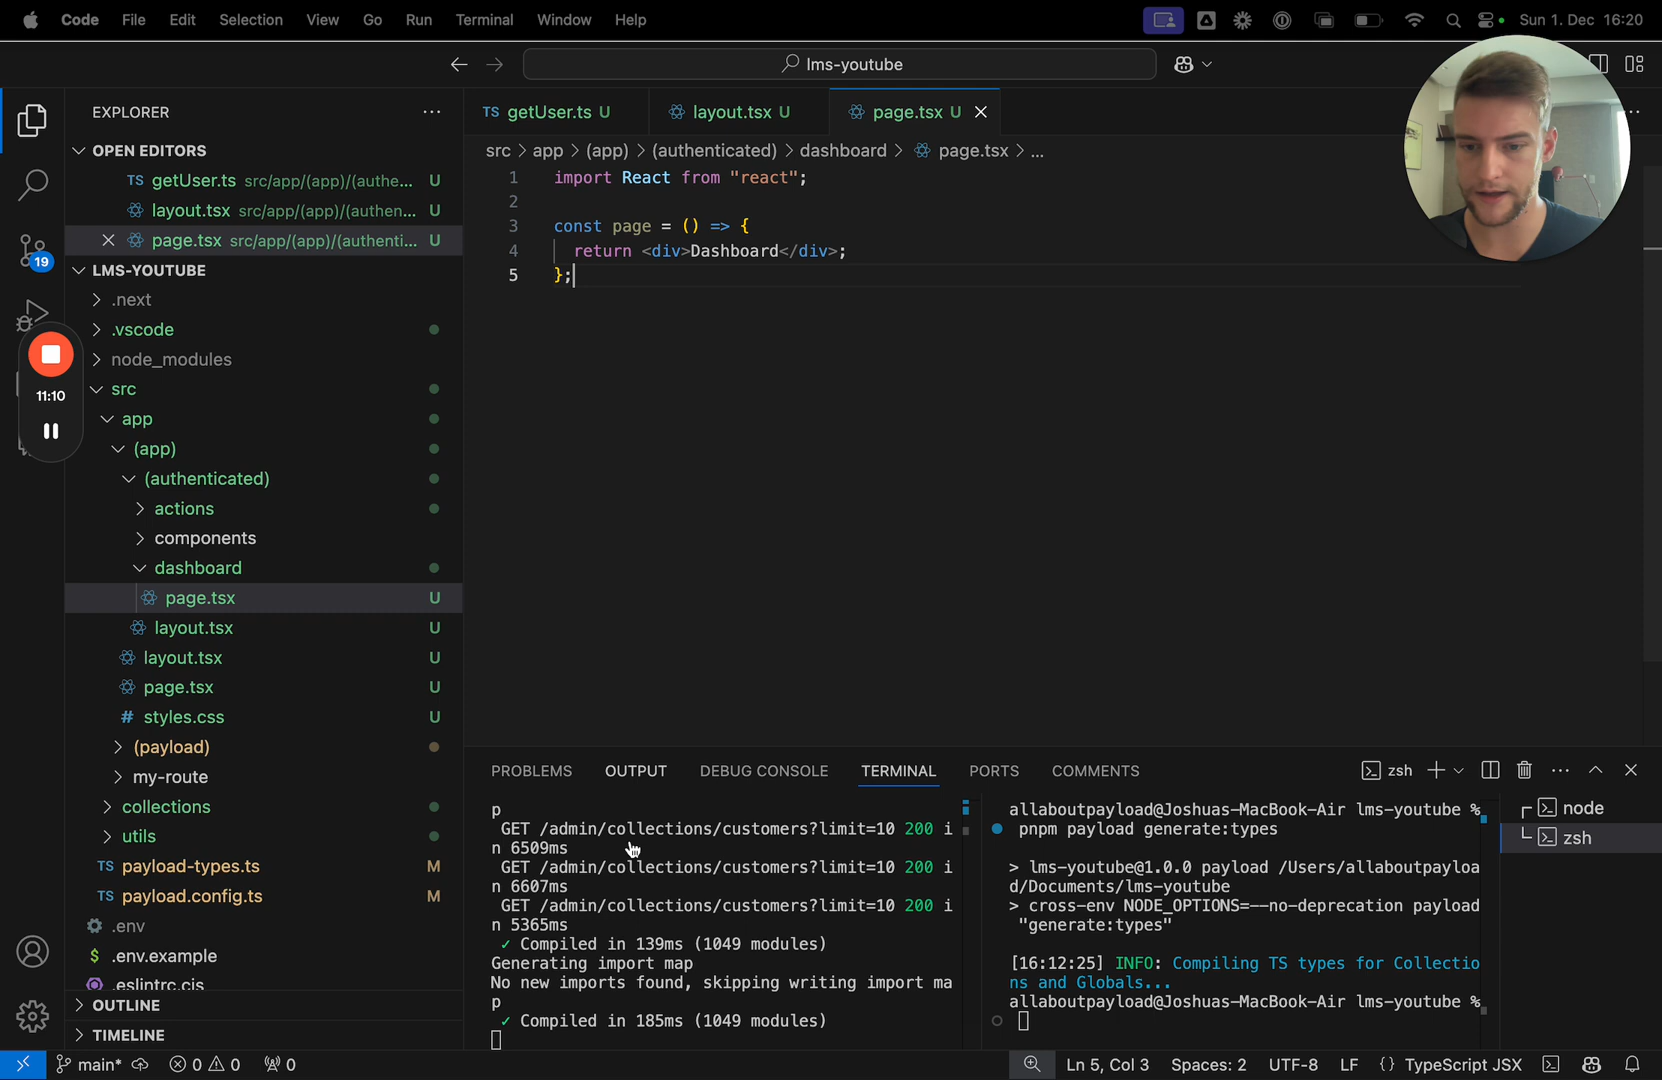 Code File Edit Selection View Go Run Terminal Window Help Sun 1. Dec 16:20
lms-youtube
EXPLORER
OPEN EDITORS
TS getUser.ts src/app/(app)/(authe... U
layout.tsx src/app/(app)/(authen... U
page.tsx src/app/(app)/(authenti... U
LMS-YOUTUBE
.next
.vscode
node_modules
src
app
(app)
(authenticated)
actions
components
dashboard
page.tsx U
layout.tsx U
layout.tsx U
page.tsx U
# styles.css U
(payload)
my-route
collections
utils
TS payload-types.ts M
TS payload.config.ts M
.env
$ .env.example
.eslintrc.cjs
OUTLINE
TIMELINE
19
11:10
TS getUser.ts U layout.tsx U page.tsx U
src > app > (app) > (authenticated) > dashboard > page.tsx > ...
1 import React from "react";
2
3 const page = () => {
4 return <div>Dashboard</div>;
5 };
PROBLEMS OUTPUT DEBUG CONSOLE TERMINAL PORTS COMMENTS zsh
p
GET /admin/collections/customers?limit=10 200 i
n 6509ms
GET /admin/collections/customers?limit=10 200 i
n 6607ms
GET /admin/collections/customers?limit=10 200 i
n 5365ms
✓ Compiled in 139ms (1049 modules)
Generating import map
No new imports found, skipping writing import ma
p
✓ Compiled in 185ms (1049 modules)
allaboutpayload@Joshuas-MacBook-Air lms-youtube %
pnpm payload generate:types
> lms-youtube@1.0.0 payload /Users/allaboutpayloa
d/Documents/lms-youtube
> cross-env NODE_OPTIONS=--no-deprecation payload
"generate:types"
[16:12:25] INFO: Compiling TS types for Collectio
ns and Globals...
allaboutpayload@Joshuas-MacBook-Air lms-youtube %
node
zsh
main* 0 0 0 Ln 5, Col 3 Spaces: 2 UTF-8 LF {} TypeScript JSX